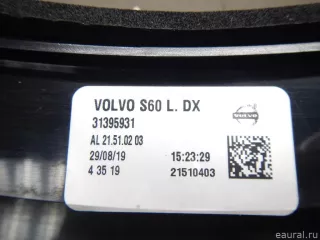 VOLVO S60 L. DX
31395931
VOLVO
AL 21.51.02 03
29/08/19 15:23:29
4 35 19 21510403
© eaural.ru